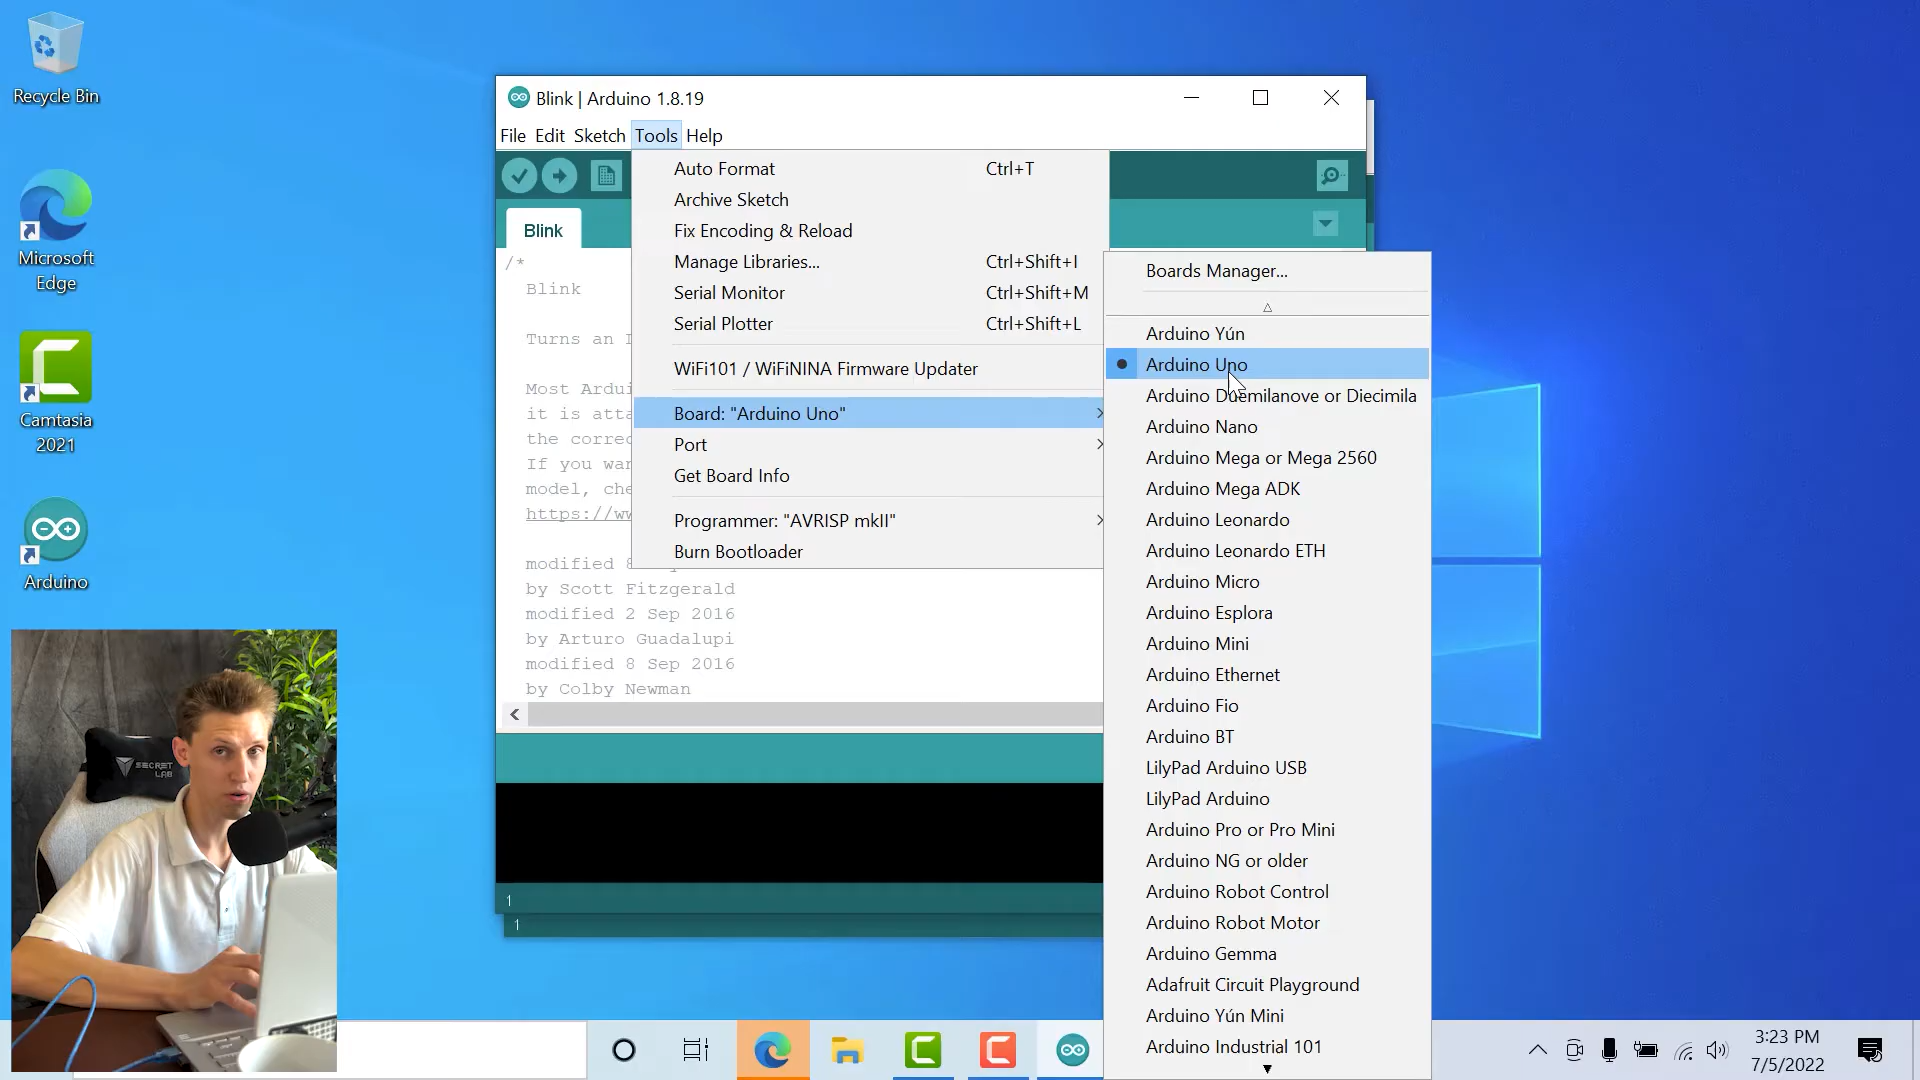 Recycle Bin
Microsoft
Edge
Camtasia
2021
Arduino
Blink | Arduino 1.8.19
File Edit Sketch Tools Help
Blink
/*
Blink
Turns an
Most Ardui
it is atta
the correc
If you wan
model, che
https://ww
modified 8
by Scott Fitzgerald
modified 2 Sep 2016
by Arturo Guadalupi
modified 8 Sep 2016
by Colby Newman
1
1
Auto Format Ctrl+T
Archive Sketch
Fix Encoding & Reload
Manage Libraries... Ctrl+Shift+I
Serial Monitor Ctrl+Shift+M
Serial Plotter Ctrl+Shift+L
WiFi101 / WiFiNINA Firmware Updater
Board: "Arduino Uno"
Port
Get Board Info
Programmer: "AVRISP mkII"
Burn Bootloader
Boards Manager...
Arduino Yún
Arduino Uno
Arduino Duemilanove or Diecimila
Arduino Nano
Arduino Mega or Mega 2560
Arduino Mega ADK
Arduino Leonardo
Arduino Leonardo ETH
Arduino Micro
Arduino Esplora
Arduino Mini
Arduino Ethernet
Arduino Fio
Arduino BT
LilyPad Arduino USB
LilyPad Arduino
Arduino Pro or Pro Mini
Arduino NG or older
Arduino Robot Control
Arduino Robot Motor
Arduino Gemma
Adafruit Circuit Playground
Arduino Yún Mini
Arduino Industrial 101
SECRET
LAB
3:23 PM
7/5/2022